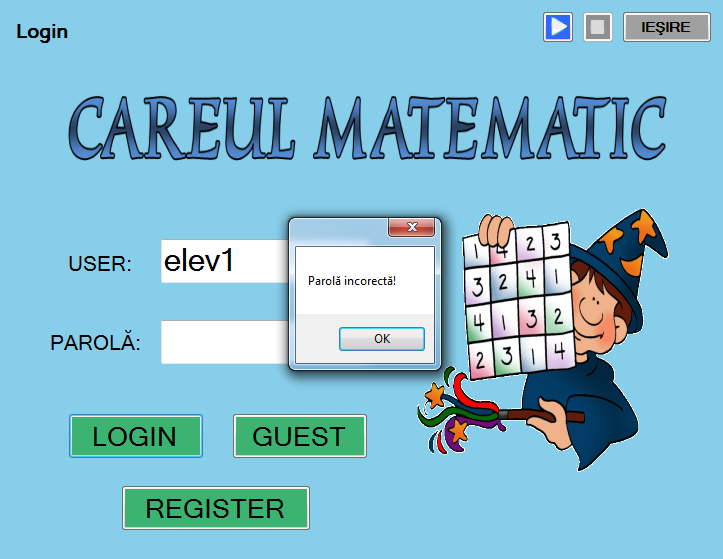 Login
IEȘIRE
CAREUL MATEMATIC
USER:
elev1
Parolă incorectă!
OK
PAROLĂ:
1 4 2 3
3 2 4 1
4 1 3 2
2 3 1 4
LOGIN
GUEST
REGISTER